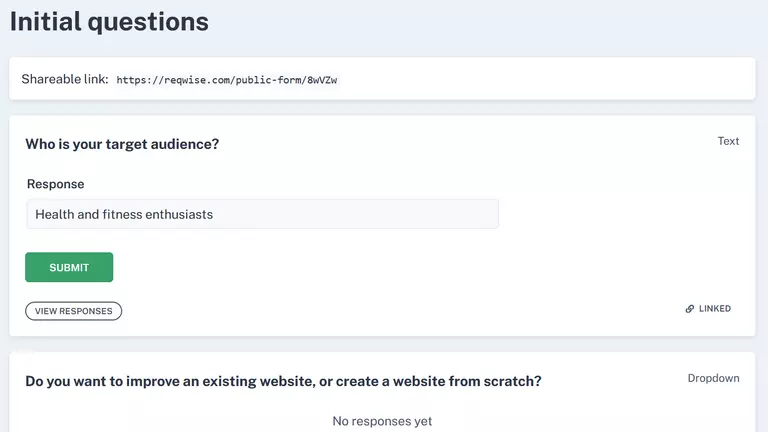 Initial questions
Shareable link: https://reqwise.com/public-form/8wVZw
Who is your target audience?
Text
Response
Health and fitness enthusiasts
SUBMIT
VIEW RESPONSES
LINKED
Do you want to improve an existing website, or create a website from scratch?
Dropdown
No responses yet